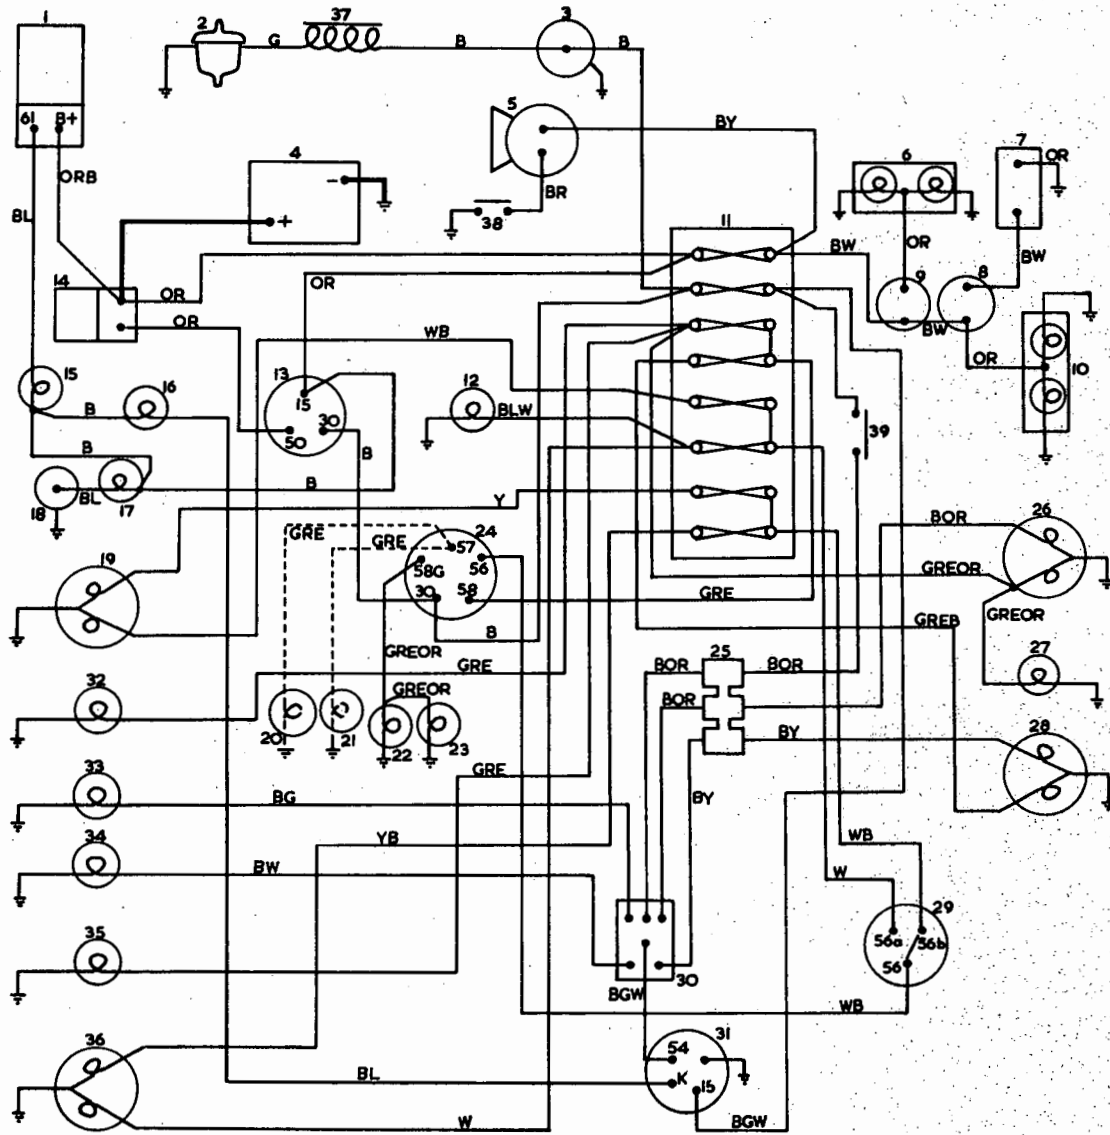 1
2
37
3
G
B
B
61
B+
5
BY
4
6
7
OR
ORB
-
38
BR
11
BL
+
OR
BW
BW
9
8
14
OR
OR
OR
BW
WB
OR
10
15
16
13
12
15
30
50
BLW
39
B
B
B
B
18
BL
17
Y
GRE
GRE
57
24
56
58G
30
58
BOR
26
19
GREOR
GRE
GREOR
B
GREB
GREOR
GRE
25
BOR
BOR
27
32
GREOR
BOR
20
21
22
23
BY
28
33
GRE
BG
BY
34
YB
WB
BW
W
29
56a
56b
35
56
30
BGW
WB
36
31
54
BL
K
15
W
BGW